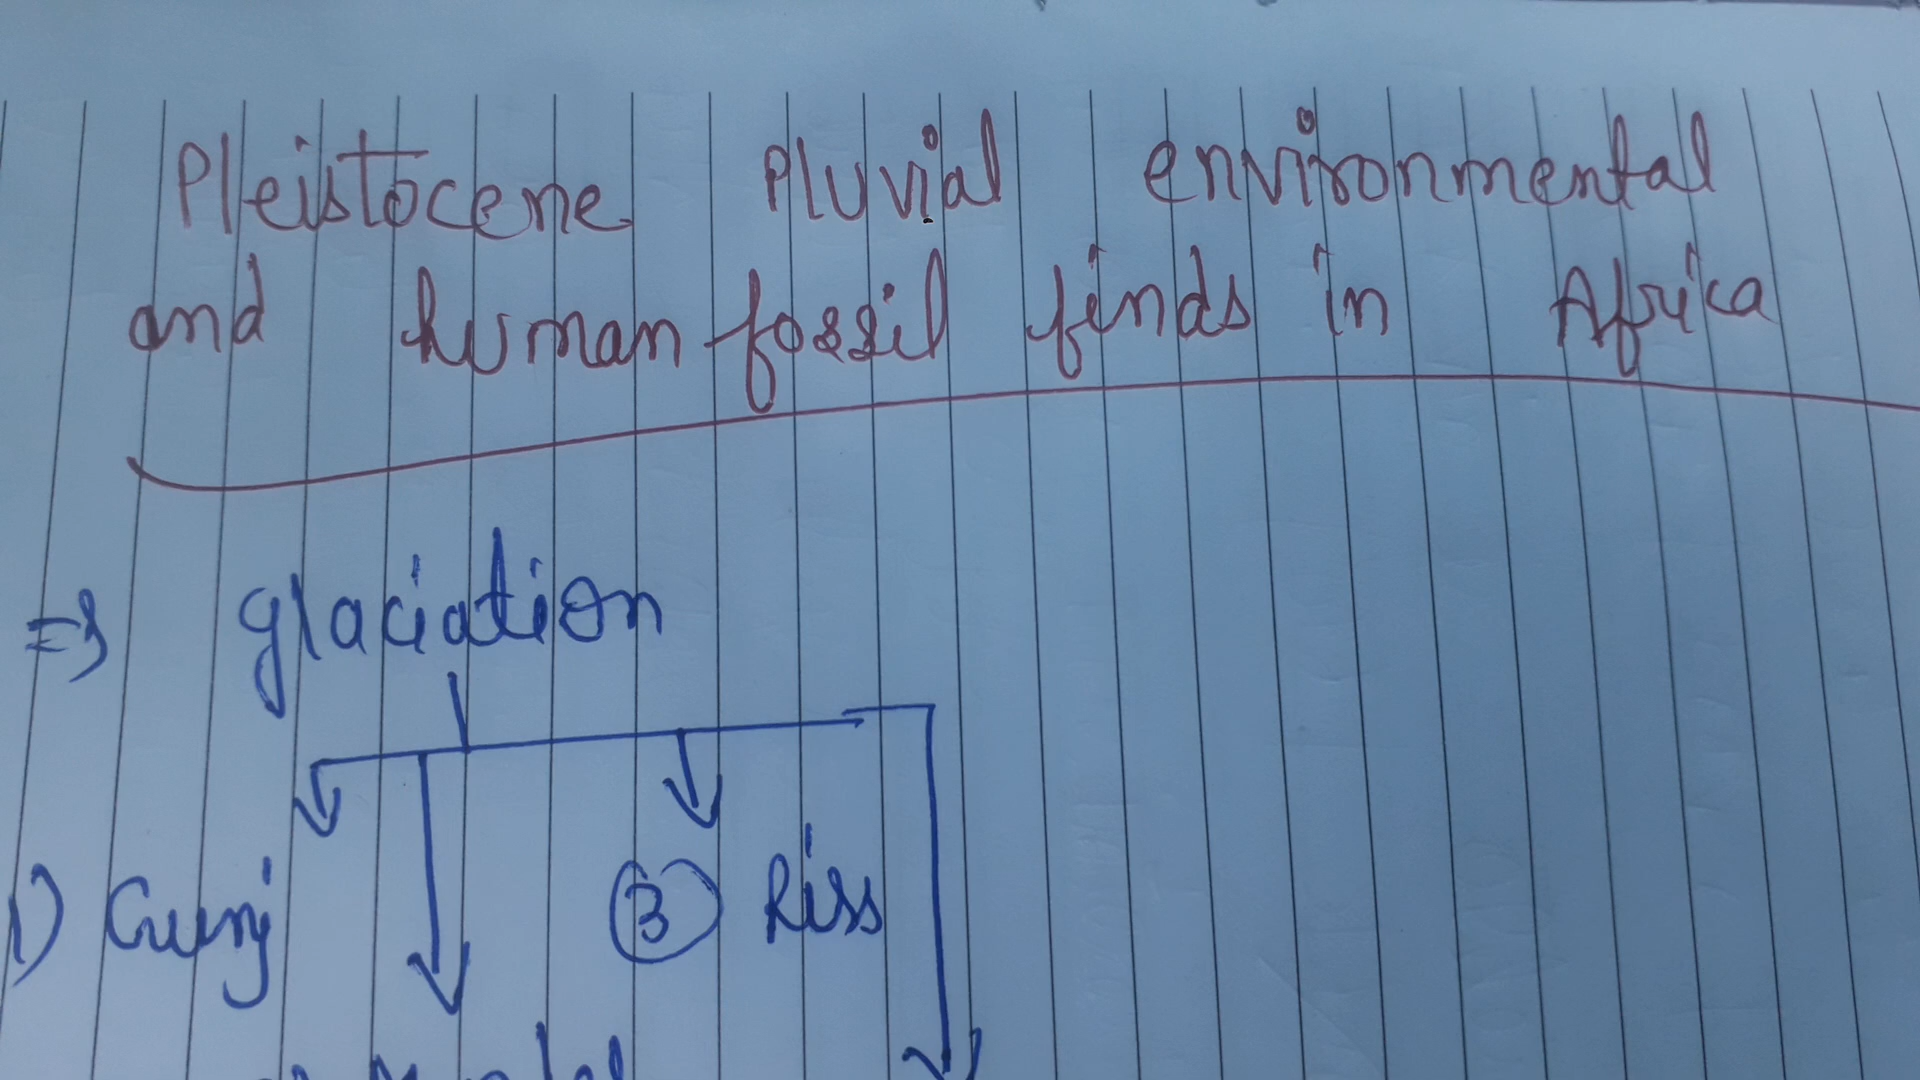 Pleistocene Pluvial environmental
and human fossil finds in Africa
⇒ glaciation
1) Gunj
③ Riss